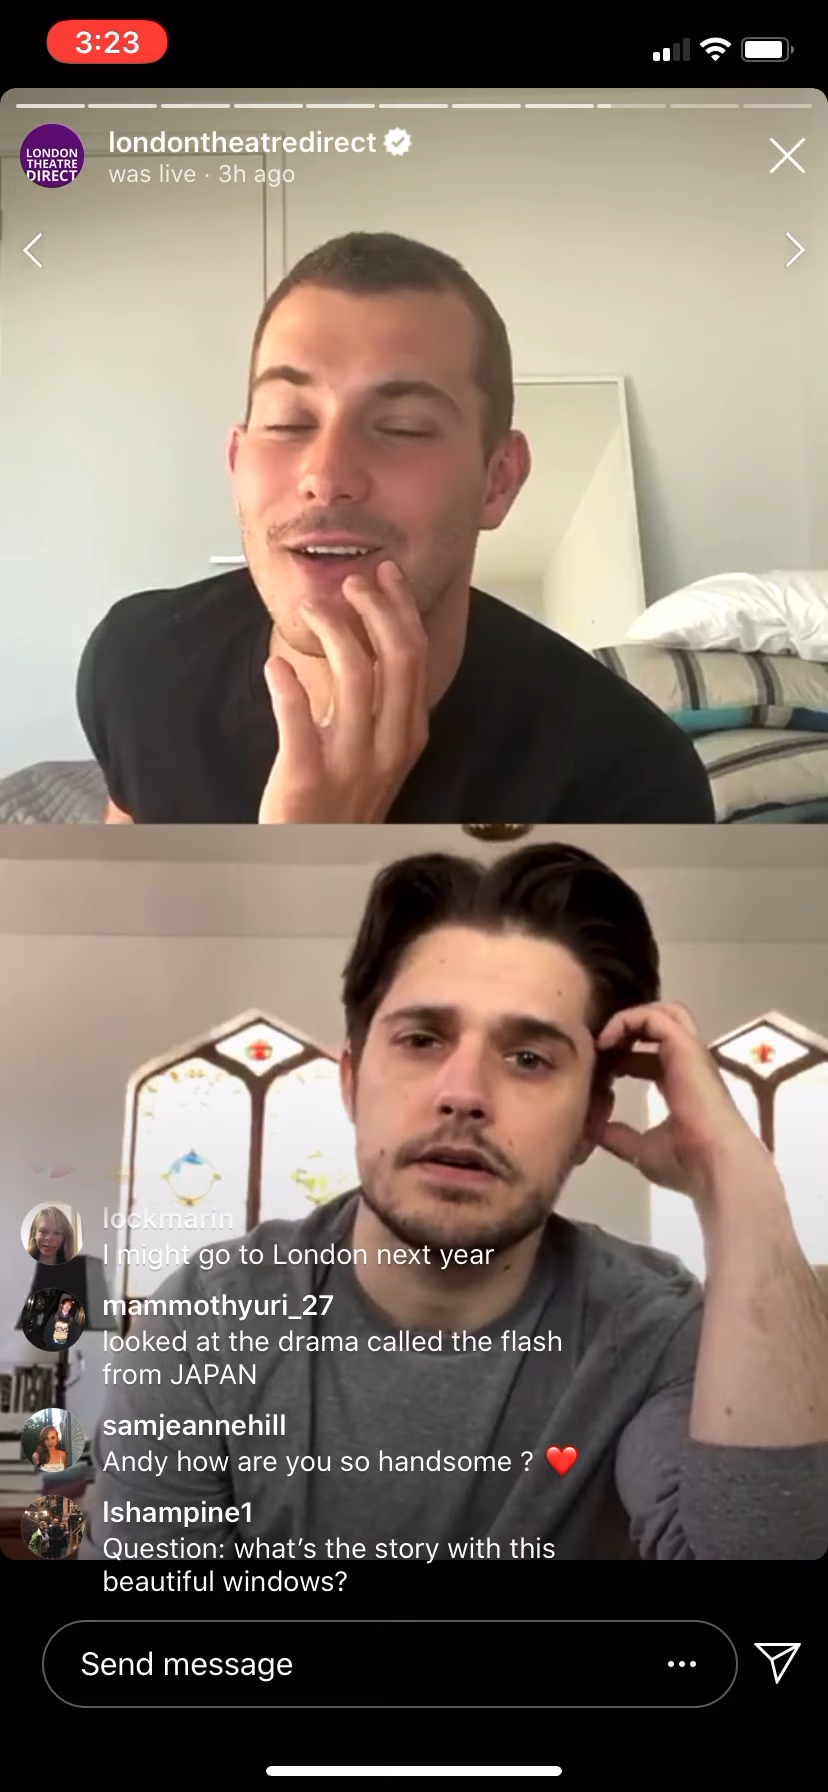 3:23
LONDON
THEATRE
DIRECT
londontheatredirect
was live · 3h ago
lockmarin
I might go to London next year
mammothyuri_27
looked at the drama called the flash
from JAPAN
samjeannehill
Andy how are you so handsome ? ❤️
lshampine1
Question: what's the story with this
beautiful windows?
Send message